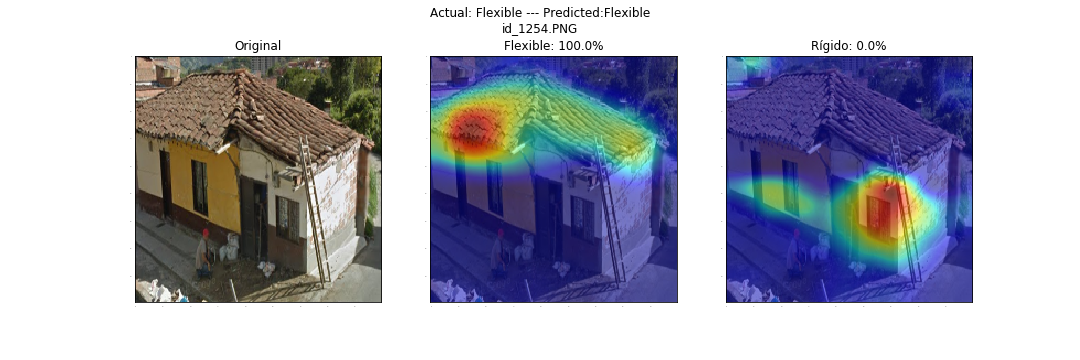 Actual: Flexible --- Predicted:Flexible
id_1254.PNG
Original
Flexible: 100.0%
Rígido: 0.0%